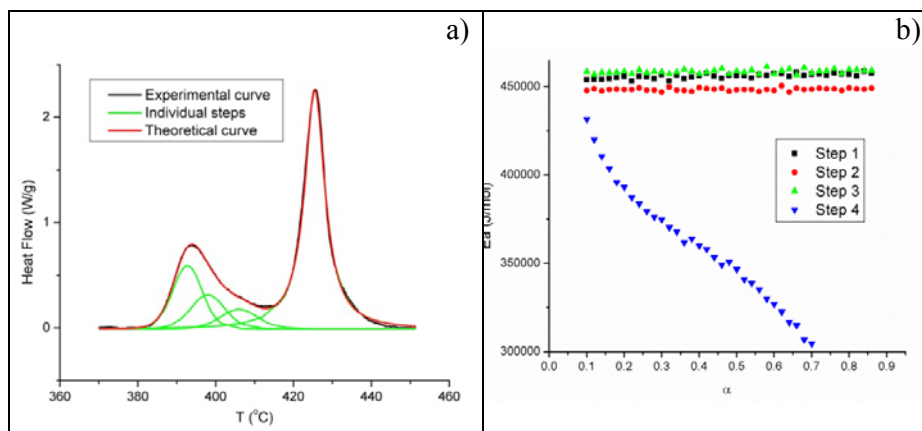 a)
Experimental curve
Individual steps
Theoretical curve
Heat Flow (W/g)
2
1
0
360
380
400
420
440
460
T (°C)
b)
450000
400000
350000
300000
Ea (J/mol)
Step 1
Step 2
Step 3
Step 4
0.0
0.1
0.2
0.3
0.4
0.5
0.6
0.7
0.8
0.9
α